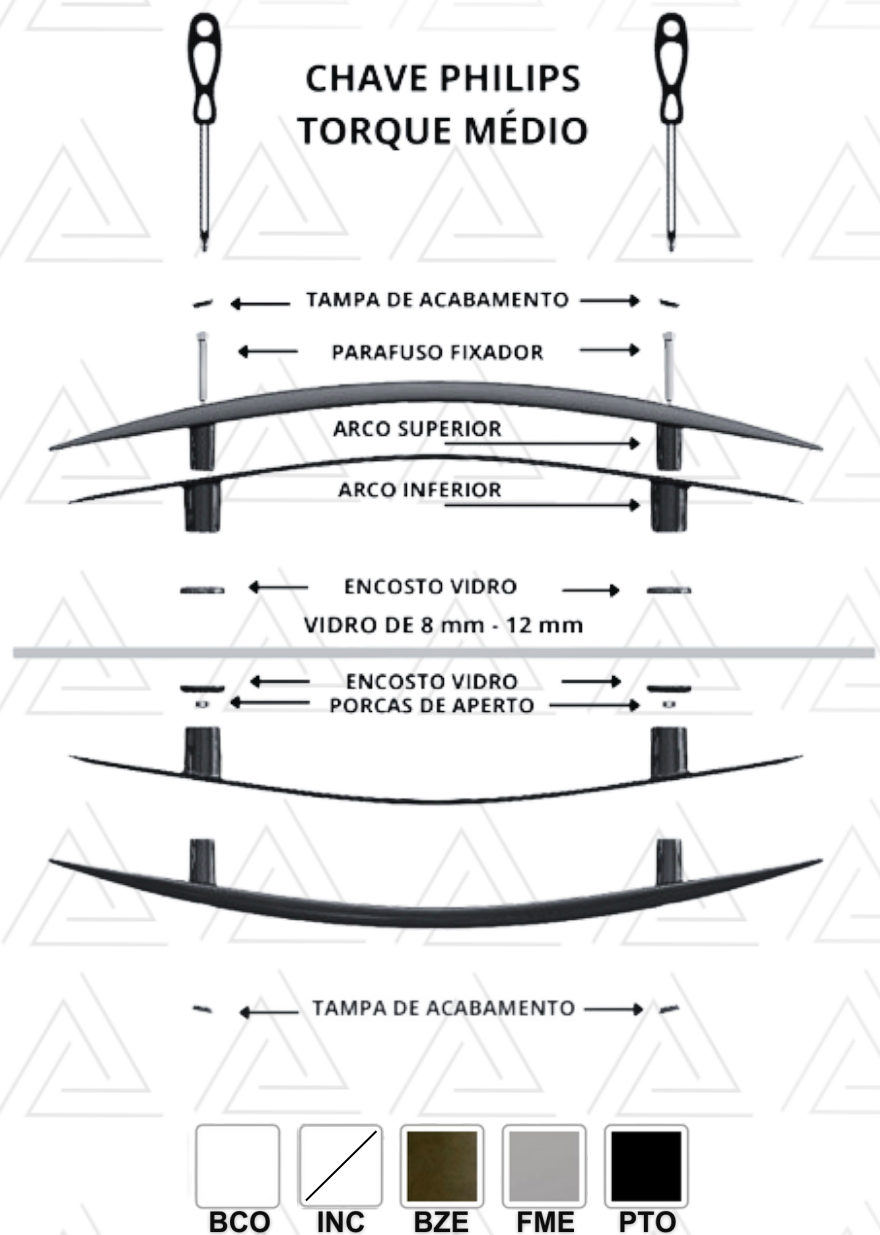 CHAVE PHILIPS
TORQUE MÉDIO
TAMPA DE ACABAMENTO
PARAFUSO FIXADOR
ARCO SUPERIOR
ARCO INFERIOR
ENCOSTO VIDRO
VIDRO DE 8 mm - 12 mm
ENCOSTO VIDRO
PORCAS DE APERTO
TAMPA DE ACABAMENTO
BCO INC BZE FME PTO